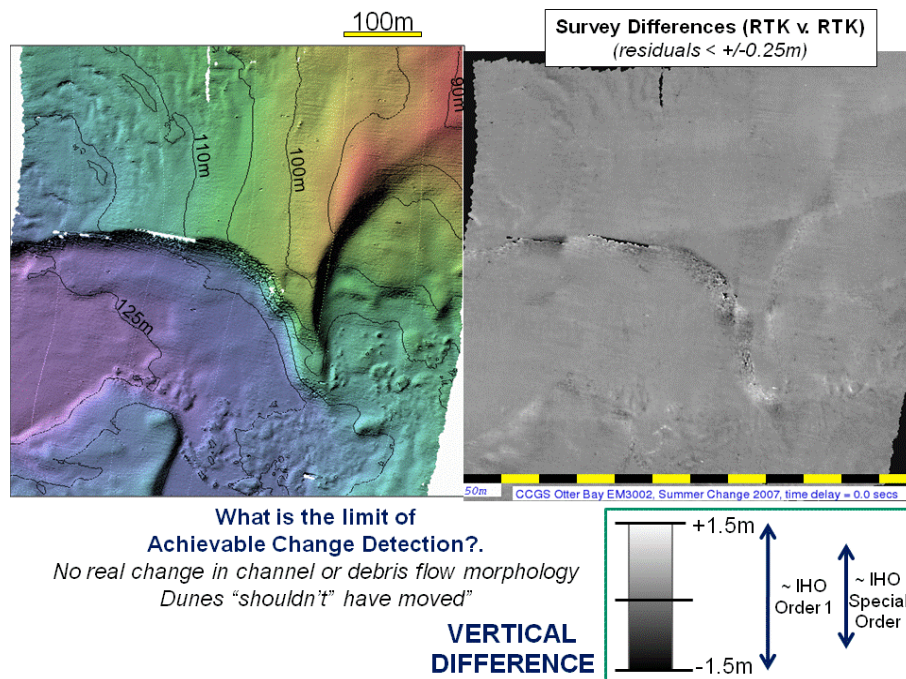 100m
Survey Differences (RTK v. RTK)
(residuals < +/-0.25m)
90m
110m
100m
125m
50m
CCGS Otter Bay EM3002, Summer Change 2007, time delay = 0.0 secs
What is the limit of
Achievable Change Detection?.
No real change in channel or debris flow morphology
Dunes “shouldn’t” have moved”
VERTICAL
DIFFERENCE
+1.5m
-1.5m
~ IHO
Order 1
~ IHO
Special
Order